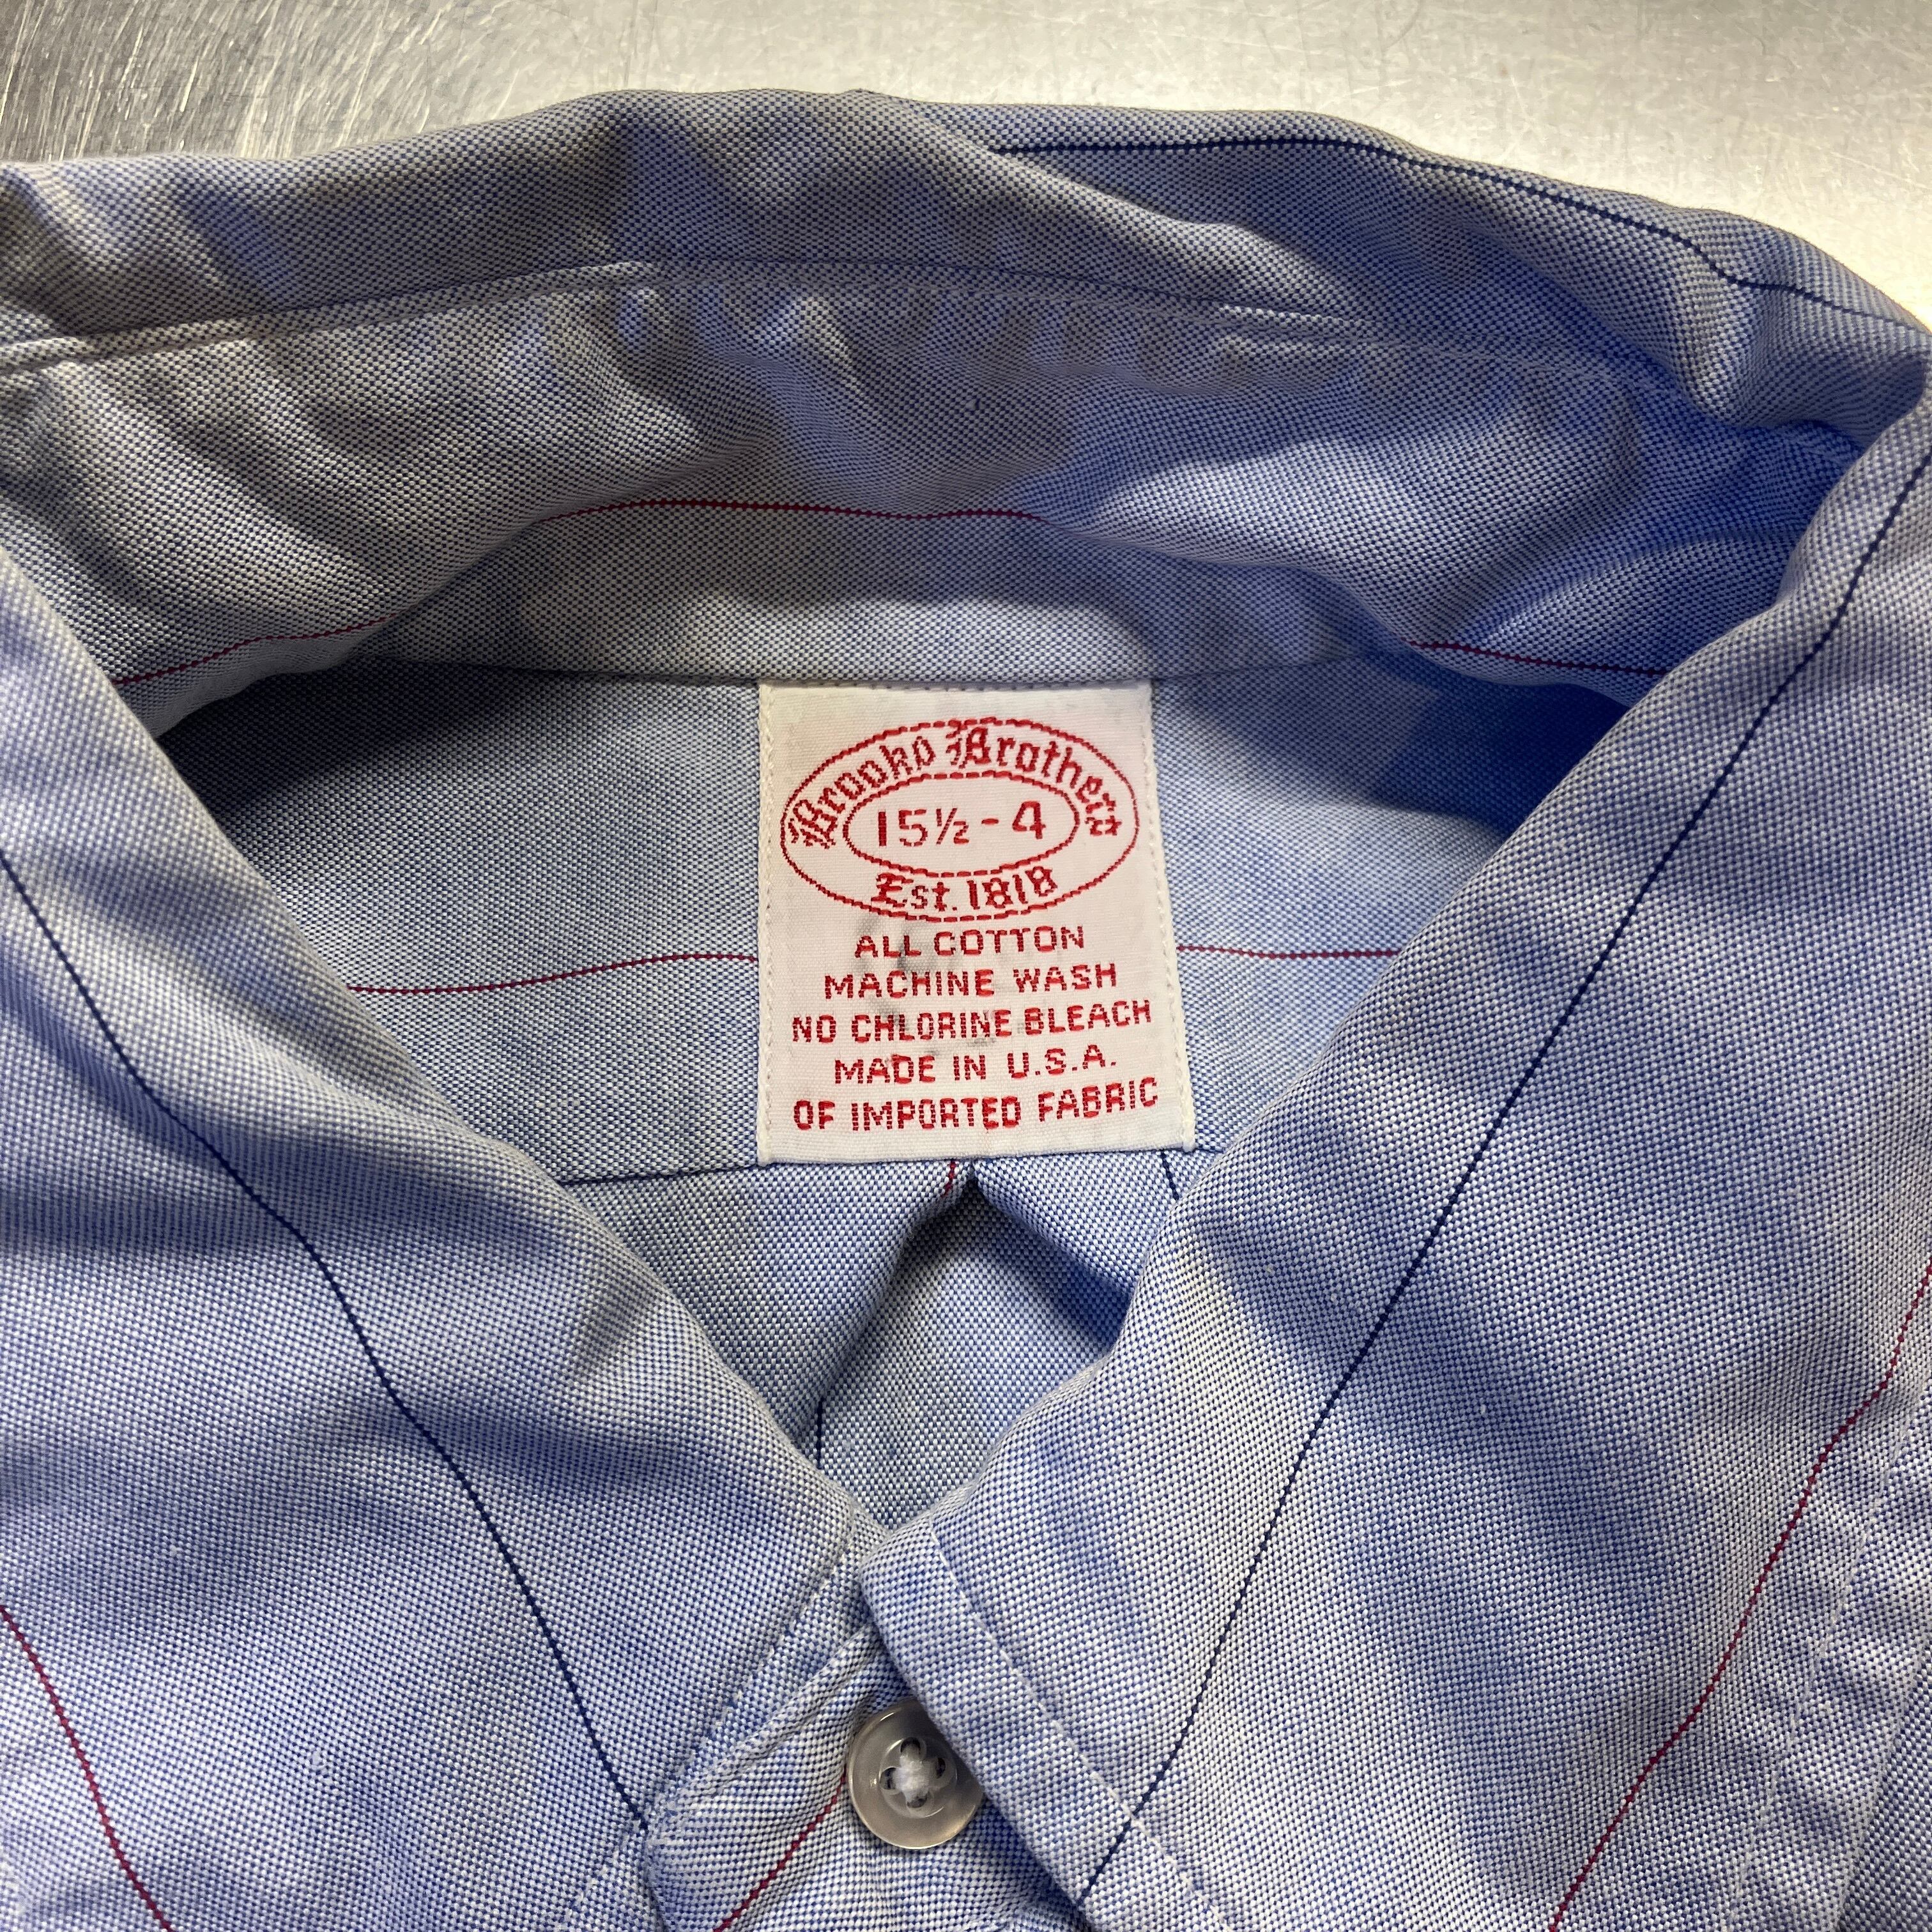 Brooks Brothers
15½-4
Est. 1818
ALL COTTON
MACHINE WASH
NO CHLORINE BLEACH
MADE IN U.S.A.
OF IMPORTED FABRIC